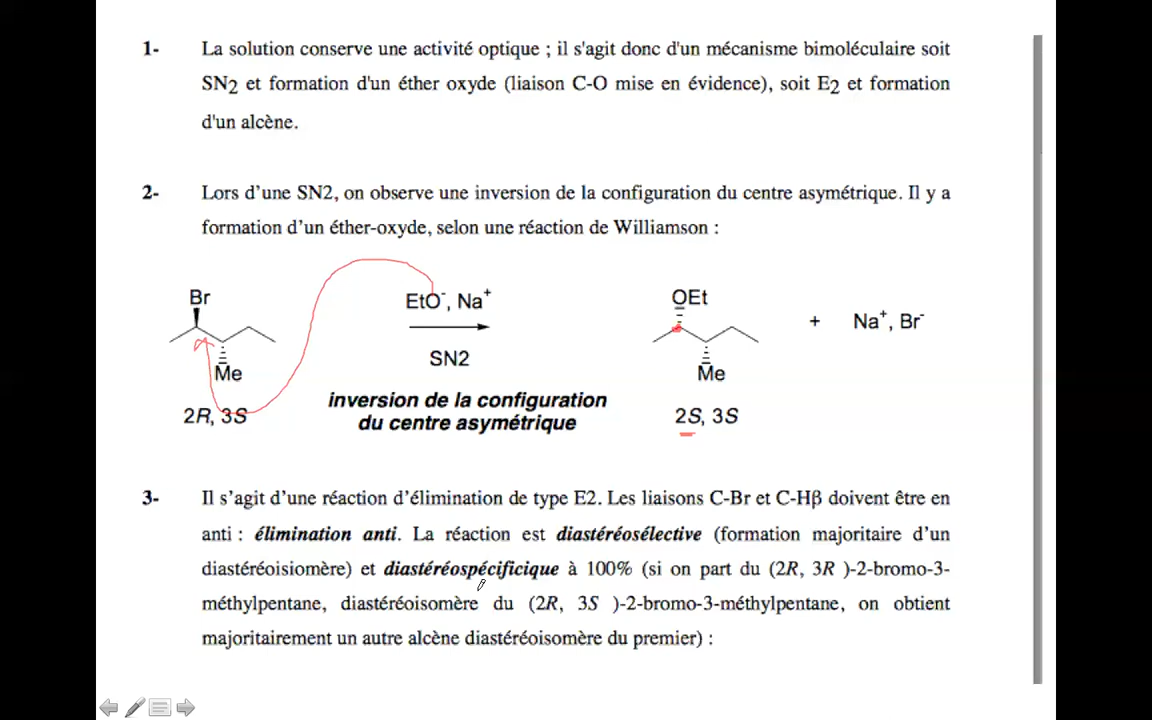 1- La solution conserve une activité optique ; il s'agit donc d'un mécanisme bimoléculaire soit
SN2 et formation d'un éther oxyde (liaison C-O mise en évidence), soit E2 et formation
d'un alcène.
2- Lors d’une SN2, on observe une inversion de la configuration du centre asymétrique. Il y a
formation d’un éther-oxyde, selon une réaction de Williamson :
Br
EtO⁻, Na⁺
OEt
+ Na⁺, Br⁻
SN2
Me
Me
inversion de la configuration
du centre asymétrique
2R, 3S
2S, 3S
3- Il s’agit d’une réaction d’élimination de type E2. Les liaisons C-Br et C-Hβ doivent être en
anti : élimination anti. La réaction est diastéréosélective (formation majoritaire d’un
diastéréoisiomère) et diastéréospécificique à 100% (si on part du (2R, 3R )-2-bromo-3-
méthylpentane, diastéréoisomère du (2R, 3S )-2-bromo-3-méthylpentane, on obtient
majoritairement un autre alcène diastéréoisomère du premier) :